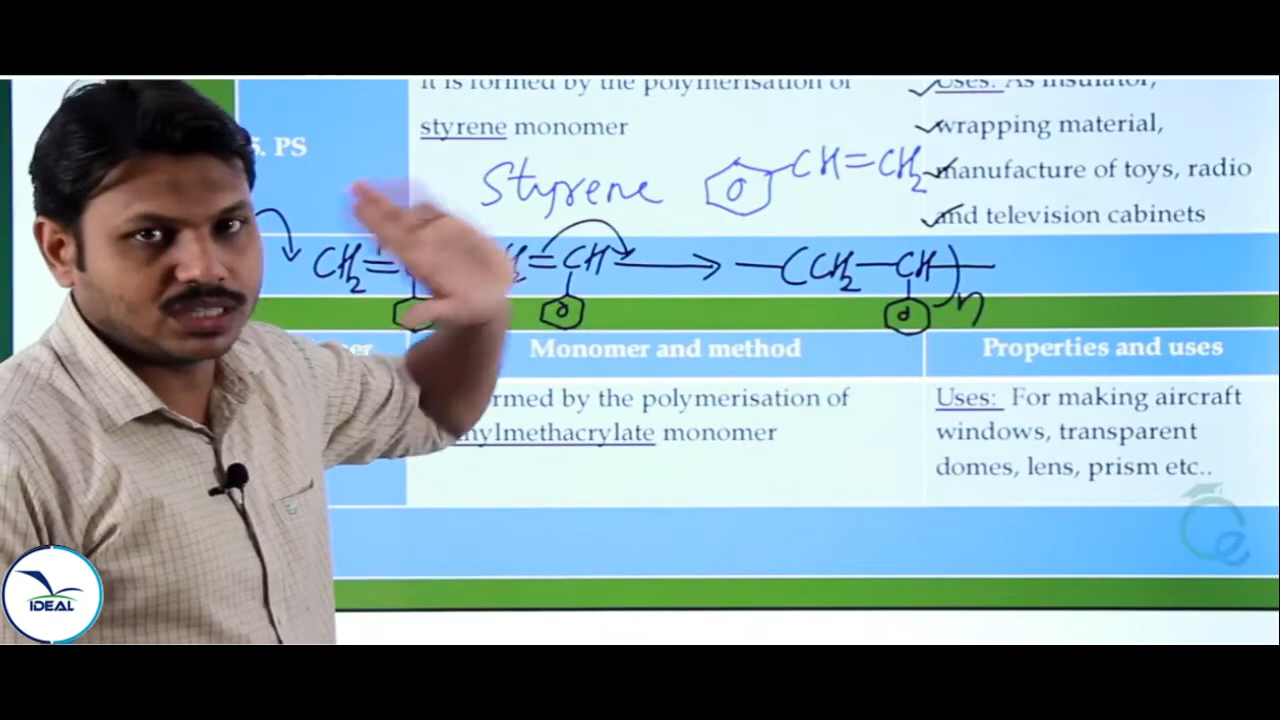 It is formed by the polymerisation of
styrene monomer
5. PS
Styrene
CH=CH2
Uses: As insulator,
wrapping material,
manufacture of toys, radio
and television cabinets
CH2=
=CH
(CH2—CH)n
Monomer and method
Properties and uses
by the polymerisation of
monomer
Uses: For making aircraft
windows, transparent
domes, lens, prism etc..
IDEAL